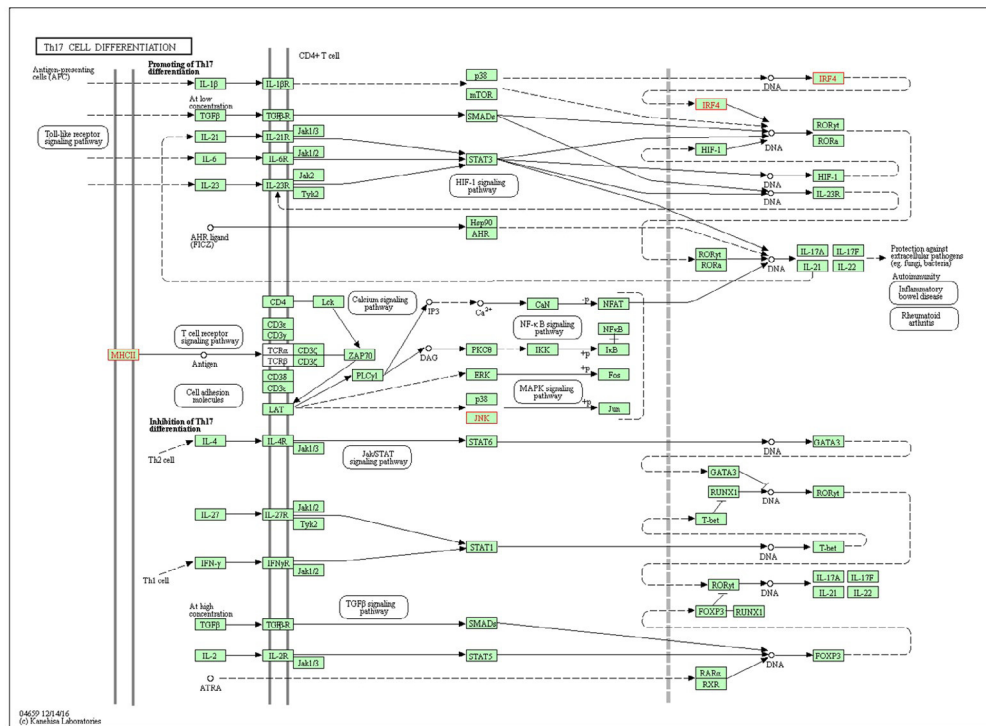 Th17 CELL DIFFERENTIATION
CD4+ T cell
Antigen-presenting
cells (APC)
Promoting of Th17
differentiation
IL-1β
IL-1βR
p38
mTOR
DNA
IRF4
At low
concentration
TGFβ
TGFβ-R
SMADs
IRF4
Toll-like receptor
signaling pathway
IL-21
IL-21R
Jak1/3
DNA
RORγt
RORa
IL-6
IL-6R
Jak1/2
STAT3
HIF-1
IL-23
IL-23R
Jak2
Tyk2
HIF-1 signaling
pathway
DNA
HIF-1
DNA
IL-23R
AHR ligand
(FICZ)
Hsp90
AHR
RORγt
RORa
DNA
IL-17A
IL-17F
IL-21
IL-22
Protection against
extracellular pathogens
(eg. fungi, bacteria)
Autoimmunity
Inflammatory
bowel disease
Rheumatoid
arthritis
CD4
Lck
Calcium signaling
pathway
IP3
Ca2+
CaN
-p
NFAT
T cell receptor
signaling pathway
CD3ε
CD3γ
NF-κB signaling
pathway
NFκB
MHCII
Antigen
TCRα
TCRβ
CD3ζ
CD3ζ
ZAP70
DAG
PKCθ
IKK
+p
IκB
CD3δ
CD3ε
PLCγ1
ERK
+p
Fos
Cell adhesion
molecules
LAT
p38
JNK
MAPK signaling
pathway
+p
Jun
Inhibition of Th17
differentiation
Th2 cell
IL-4
IL-4R
Jak1/3
Jak/STAT
signaling pathway
STAT6
DNA
GATA3
GATA3
RUNX1
DNA
RORγt
T-bet
IL-27
IL-27R
Jak1/2
Tyk2
STAT1
DNA
T-bet
Th1 cell
IFN-γ
IFNγR
Jak1/2
RORγt
DNA
IL-17A
IL-17F
IL-21
IL-22
FOXP3
RUNX1
At high
concentration
TGFβ
TGFβ-R
TGFβ signaling
pathway
SMADs
IL-2
IL-2R
Jak1/3
STAT5
DNA
FOXP3
ATRA
RARα
RXR
04659 12/14/16
(c) Kanehisa Laboratories